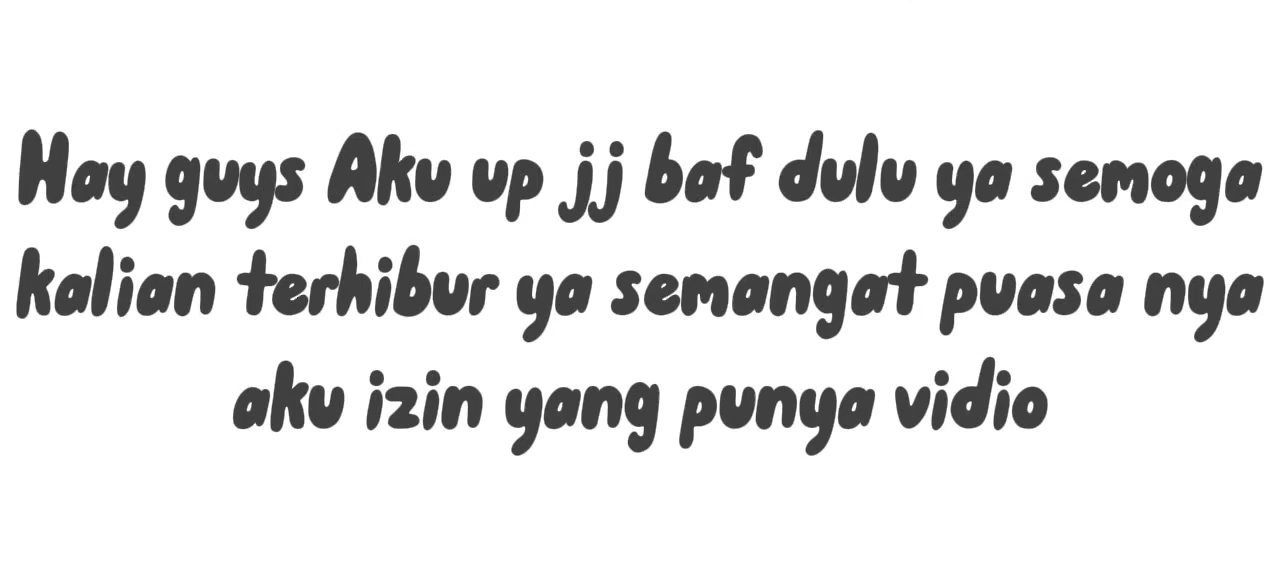 Hay guys Aku up jj baf dulu ya semoga
kalian terhibur ya semangat puasa nya
aku izin yang punya vidio